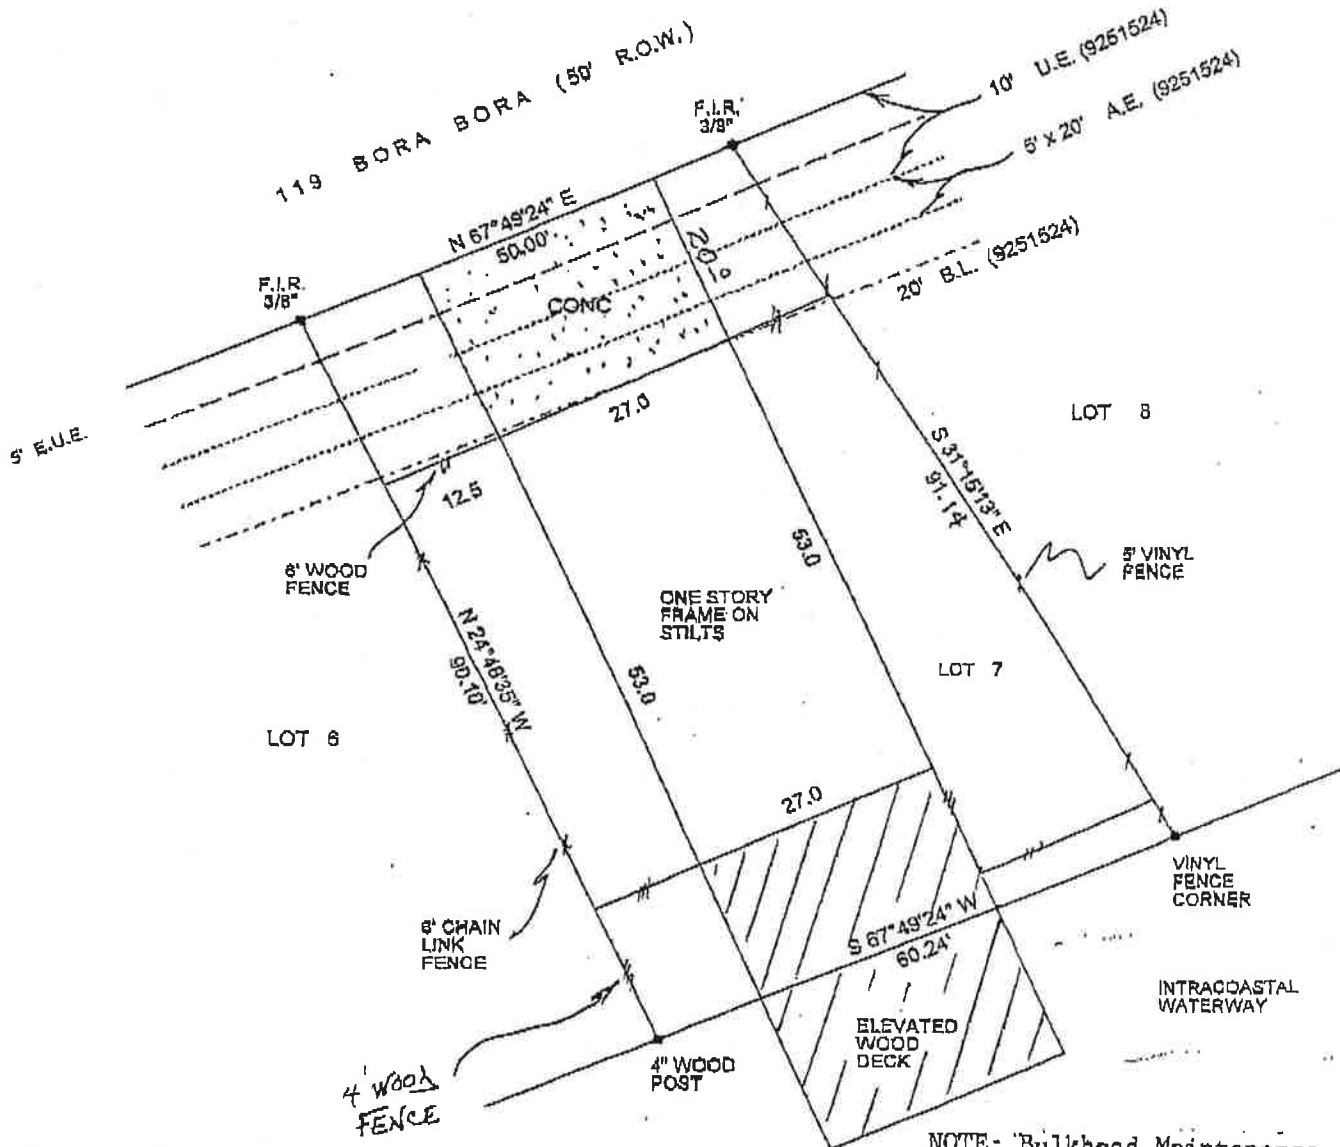 119 BORA BORA (50' R.O.W.)
10' U.E. (9251524)
5' x 20' A.E. (9251524)
20' B.L. (9251524)
F.I.R.
3/8"
N 67°49'24" E
50.00'
F.I.R.
3/8"
20.0
CONC
5' E.U.E.
27.0
12.5
LOT 8
6' WOOD
FENCE
S 31°15'13" E
91.14
53.0
5' VINYL
FENCE
ONE STORY
FRAME ON
STILTS
N 24°48'35" W
90.10'
53.0
LOT 7
LOT 6
27.0
VINYL
FENCE
CORNER
6' CHAIN
LINK
FENCE
S 67°49'24" W
60.24'
INTRACOASTAL
WATERWAY
ELEVATED
WOOD
DECK
4" WOOD
POST
4' WOOD
FENCE
NOTE- Bulkhead Maintenance